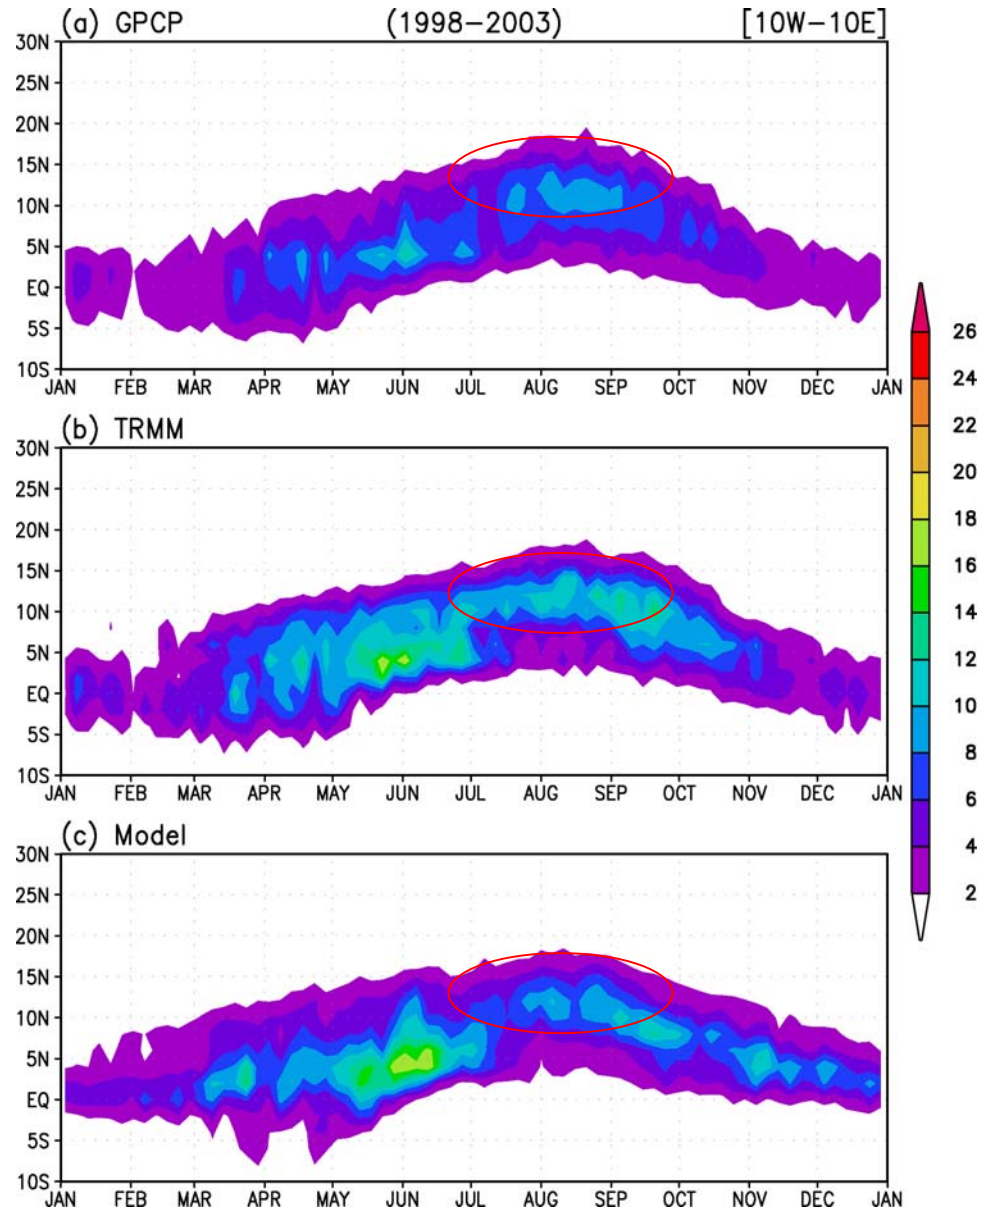 (a) GPCP (1998-2003) [10W-10E]
30N
25N
20N
15N
10N
5N
EQ
5S
10S
JAN FEB MAR APR MAY JUN JUL AUG SEP OCT NOV DEC JAN
(b) TRMM
30N
25N
20N
15N
10N
5N
EQ
5S
10S
JAN FEB MAR APR MAY JUN JUL AUG SEP OCT NOV DEC JAN
(c) Model
30N
25N
20N
15N
10N
5N
EQ
5S
10S
JAN FEB MAR APR MAY JUN JUL AUG SEP OCT NOV DEC JAN
26
24
22
20
18
16
14
12
10
8
6
4
2